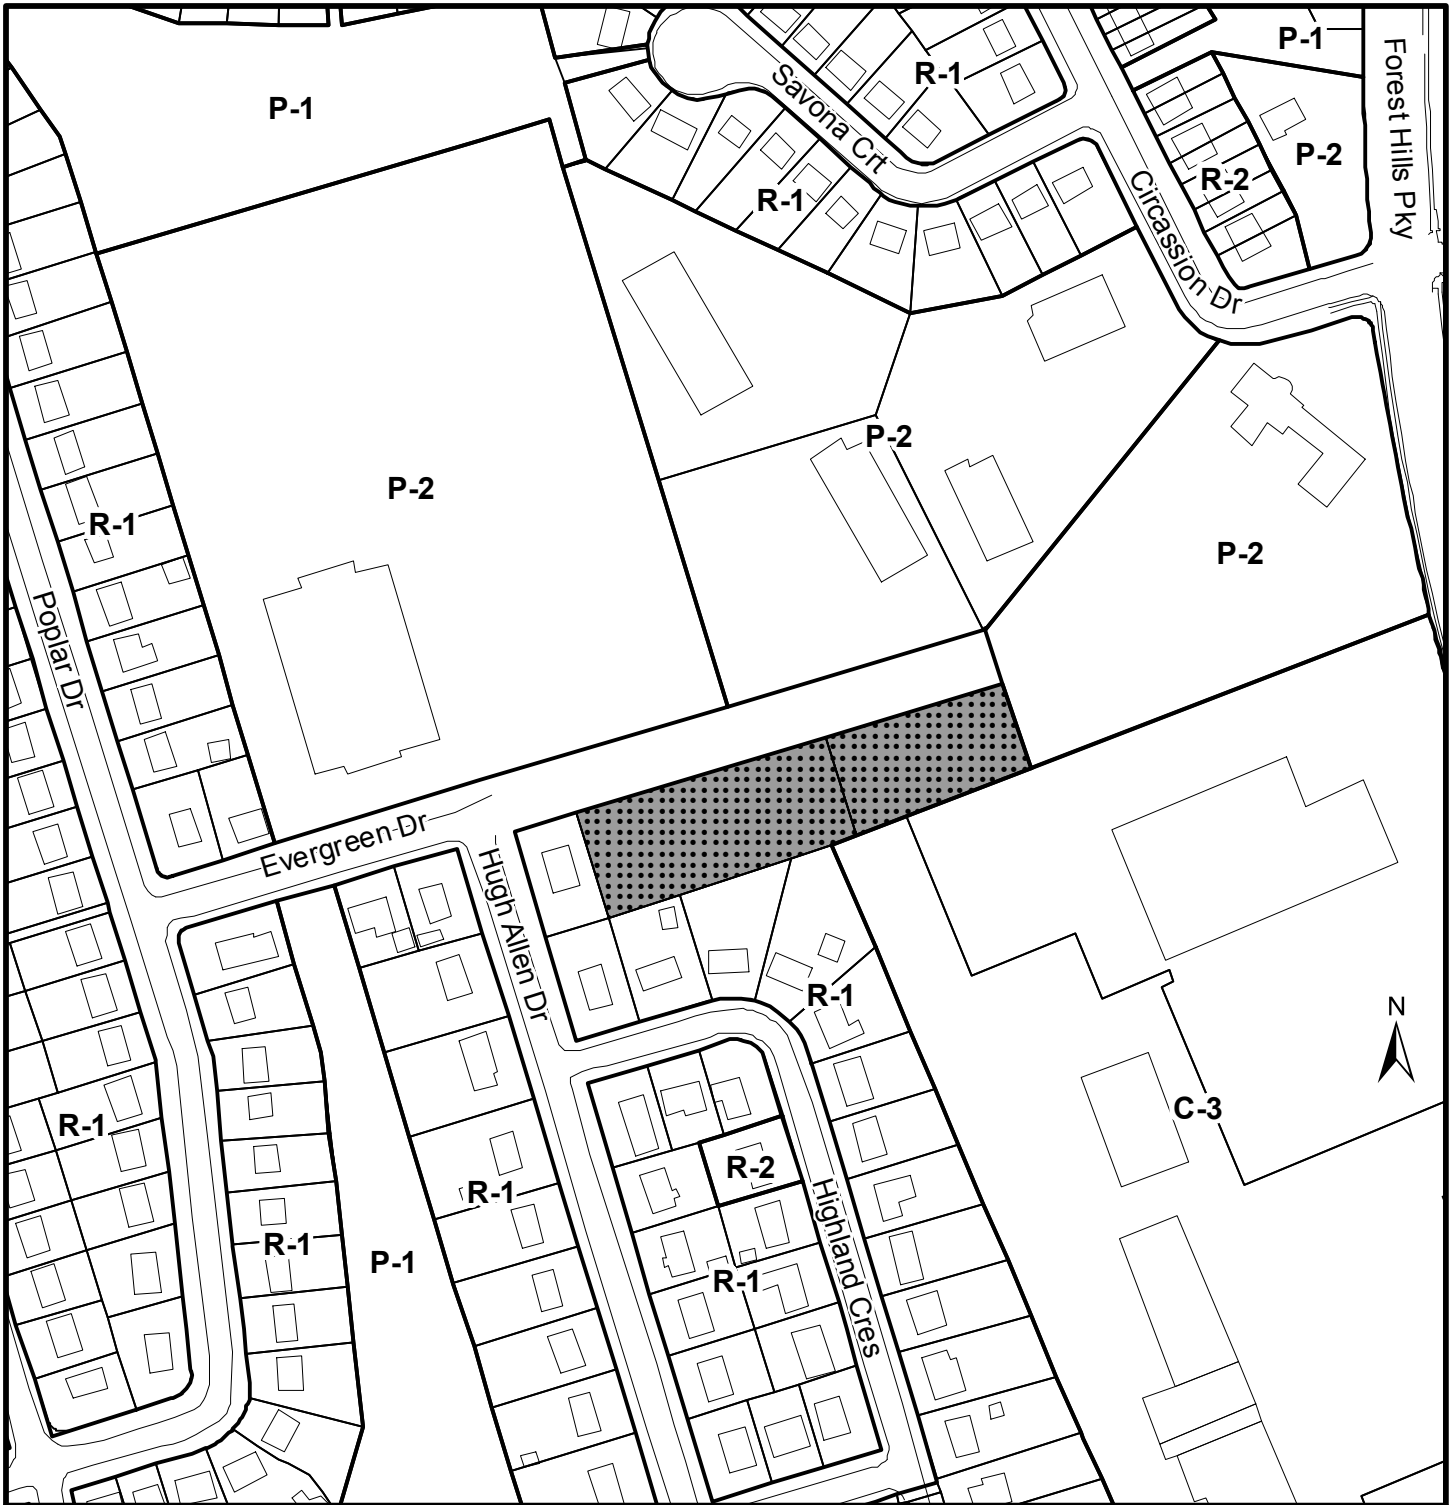 P-1
Forest Hills Pky
R-1
P-1
Savona Crt
P-2
R-2
R-1
Circassion Dr
P-2
P-2
R-1
P-2
Poplar Dr
Evergreen Dr
Hugh Allen Dr
R-1
N
C-3
R-1
R-2
R-1
Highland Cres
R-1
P-1
R-1